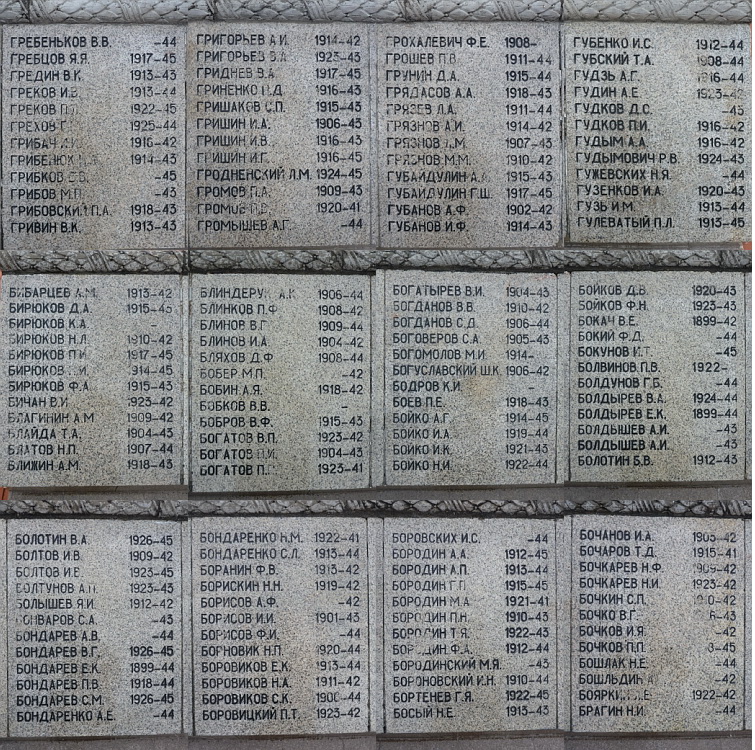 ГРЕБЕНЬКОВ В.В. -44
ГРЕБЦОВ Я.Я. 1917-45
ГРЕДИН В.К. 1913-43
ГРЕКОВ И.В. 1913-44
ГРЕКОВ 1922-45
ГРЕХОВ 1925-44
ГРИБАЧ 1916-42
1914-43
ГРИБКОВ -45
ГРИБОВ М.П. -43
ГРИБОВСКИЙ П.А. 1918-43
ГРИВИН В.К. 1913-43
ГРИГОРЬЕВ А.И. 1914-42
ГРИГОРЬЕВ 1923-43
ГРИДНЕВ В.А. 1917-45
ГРИНЕНКО П.Д. 1916-43
ГРИШАКОВ С.П. 1915-43
ГРИШИН И.А. 1906-43
ГРИШИН И.В. 1916-43
ГРИШИН И.Г. 1916-45
ГРОДНЕНСКИЙ Л.М. 1924-45
ГРОМОВ П.А. 1909-43
ГРОМОВ 1920-41
ГРОМЫШЕВ А.Г. -44
ГРОХАЛЕВИЧ Ф.Е. 1908-
ГРОШЕВ П.В. 1911-44
ГРУНИН Д.А. 1915-44
ГРЯДАСОВ А.А. 1918-43
ГРЯЗЕВ Л.А. 1911-44
ГРЯЗНОВ А.И. 1914-42
ГРЯЗНОВ 1907-43
ГРЯЗНОВ М.М. 1910-42
ГУБАЙДУЛИН 1915-43
ГУБАЙДУЛИН Г.Ш. 1917-45
ГУБАНОВ А.Ф. 1902-42
ГУБАНОВ И.Ф. 1914-43
ГУБЕНКО И.С. 1912-44
ГУБСКИЙ Т.А. 1908-44
ГУДЗЬ А.Г. 1916-44
ГУДИН А.Е. 1923-42
ГУДКОВ Д.С. -43
ГУДКОВ П.И. 1916-42
ГУДЫМ А.А. 1916-42
ГУДЫМОВИЧ Р.В. 1924-43
ГУЖЕВСКИХ Н.Я. -44
ГУЗЕНКОВ И.А. 1920-43
ГУЗЬ И.М. 1913-44
ГУЛЕВАТЫЙ П.Л. 1913-45
БИБАРЦЕВ А.М. 1913-42
БИРЮКОВ Д.А. 1915-43
БИРЮКОВ К.А. -
БИРЮКОВ Н.Л. 1910-42
БИРЮКОВ П.И. 1917-45
БИРЮКОВ 1914-45
БИРЮКОВ Ф.А. 1915-43
БИЧАН В.И. 1923-42
БЛАГИНИН А.М. 1909-42
БЛАЙДА Т.А. 1904-43
БЛАТОВ Н.П. 1907-44
БЛИЖИН А.М. 1918-43
1906-44
БЛИНКОВ П.Ф. 1908-42
БЛИНОВ В.Г. 1909-44
БЛИНОВ И.А. 1904-42
БЛЯХОВ Д.Ф. 1908-44
БОБЕР М.П. -42
БОБИН А.Я. 1918-42
БОБКОВ В.В. -
БОБРОВ В.Ф. 1915-43
БОГАТОВ В.П. 1923-42
БОГАТОВ П.И. 1904-43
БОГАТОВ 1923-41
БОГАТЫРЕВ В.И. 1904-43
БОГДАНОВ В.В. 1910-42
БОГДАНОВ С.Д. 1906-44
БОГОВЕРОВ С.А. 1905-43
БОГОМОЛОВ М.И. 1914-
БОГУСЛАВСКИЙ Ш.К. 1906-42
БОДРОВ К.И. -
БОЕВ П.Е. 1918-43
БОЙКО А.Г. 1914-45
БОЙКО И.А. 1919-44
БОЙКО И.К. 1921-43
БОЙКО Н.И. 1922-44
БОЙКОВ Д.В. 1920-43
БОЙКОВ Ф.Н. 1923-43
БОКАЧ В.Е. 1899-42
БОКИЙ Ф.Д. -44
БОКУНОВ И.Т. -45
БОЛВИНОВ П.В. 1922-
БОЛДУНОВ Г.Б. -44
БОЛДЫРЕВ В.А. 1924-44
БОЛДЫРЕВ Е.К. 1899-44
БОЛДЫШЕВ А.И. -43
БОЛДЫШЕВ А.И. -43
БОЛОТИН Б.В. 1912-43
БОЛОТИН В.А. 1926-45
БОЛТОВ И.В. 1909-42
БОЛТОВ И.Е. 1923-45
БОЛТУНОВ А.П. 1923-43
БОЛЫШЕВ Я.И. 1912-42
БОНВАРОВ С.А. -43
БОНДАРЕВ А.В. -44
БОНДАРЕВ В.Г. 1926-45
БОНДАРЕВ Е.К. 1899-44
БОНДАРЕВ П.В. 1918-44
БОНДАРЕВ С.М. 1926-45
БОНДАРЕНКО А.Е. -44
БОНДАРЕНКО Н.М. 1922-41
БОНДАРЕНКО С.Л. 1913-44
БОРАНИН Ф.В. 1913-42
БОРИСКИН Н.Н. 1919-42
БОРИСОВ А.Ф. -42
БОРИСОВ И.И. 1901-43
БОРИСОВ Ф.И. -44
БОРНОВИК Н.П. 1920-44
БОРОВИКОВ Е.К. 1913-44
БОРОВИКОВ Н.А. 1911-42
БОРОВИКОВ С.К. -44
БОРОВИЦКИЙ П.Т. 1923-42
БОРОВСКИХ И.С. -44
БОРОДИН А.А. 1912-45
БОРОДИН А.П. 1913-44
БОРОДИН 1915-45
БОРОДИН М.А. 1921-41
БОРОДИН П.Н. 1910-43
БОРОДИН Т.Я. 1922-43
БОРОДИН Ф.А. 1912-44
БОРОДИНСКИЙ М.Я. -43
БОРОНОВСКИЙ И.Н. 1910-44
БОРТЕНЕВ Г.Я. 1922-45
БОСЫЙ Н.Е. 1913-43
БОЧАНОВ И.А. 1903-42
БОЧАРОВ Т.Д. 1915-41
БОЧКАРЕВ Н.Ф. 1909-42
БОЧКАРЕВ Н.И. 1923-42
БОЧКИН С.П. -42
БОЧКО В.Г. -43
БОЧКОВ И.Я. -42
БОЧКОВ П.П. -45
БОШЛАК Н.Е. -44
БОШЛЫДИН -42
1922-42
БРАГИН Н.И. -44